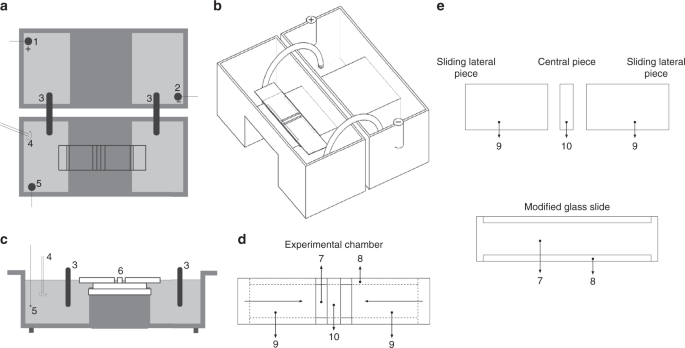 a
1
+
2
−
3
3
4
5
b
+
−
c
4
3
6
3
5
d
Experimental chamber
7
8
9
10
9
e
Sliding lateral
piece
Central piece
Sliding lateral
piece
9
10
9
Modified glass slide
7
8